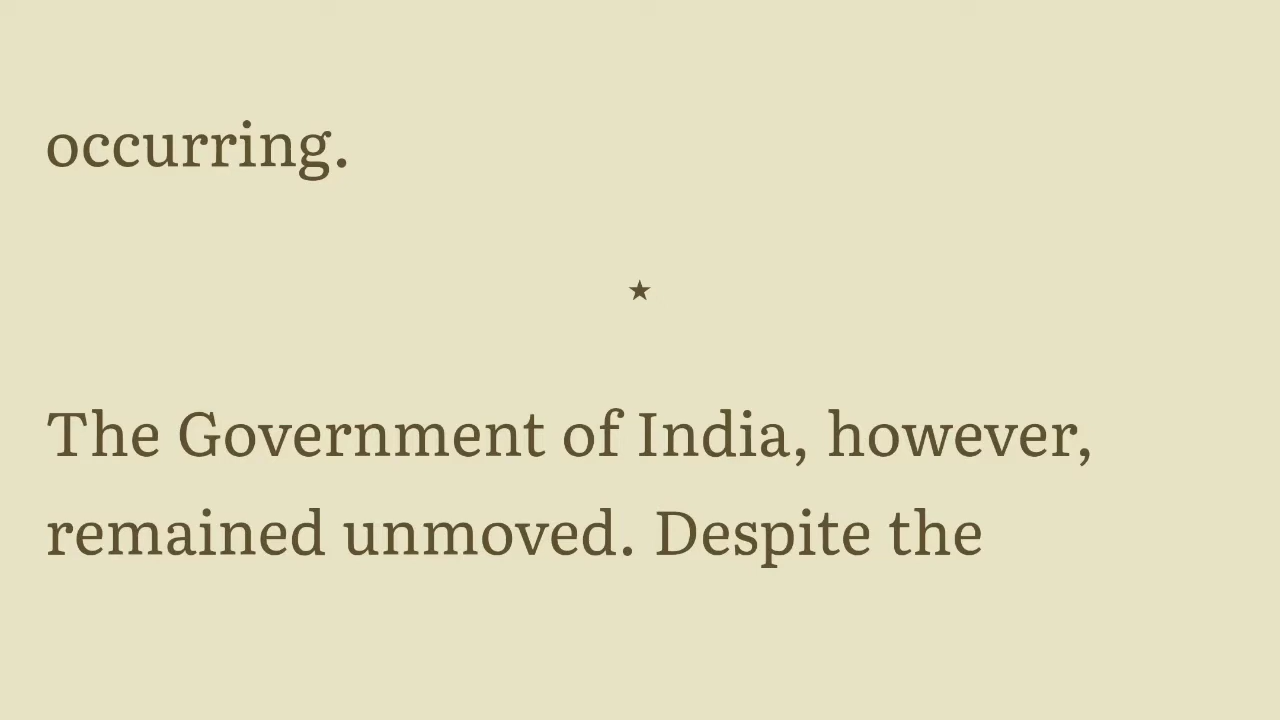 occurring.
★
The Government of India, however,
remained unmoved. Despite the